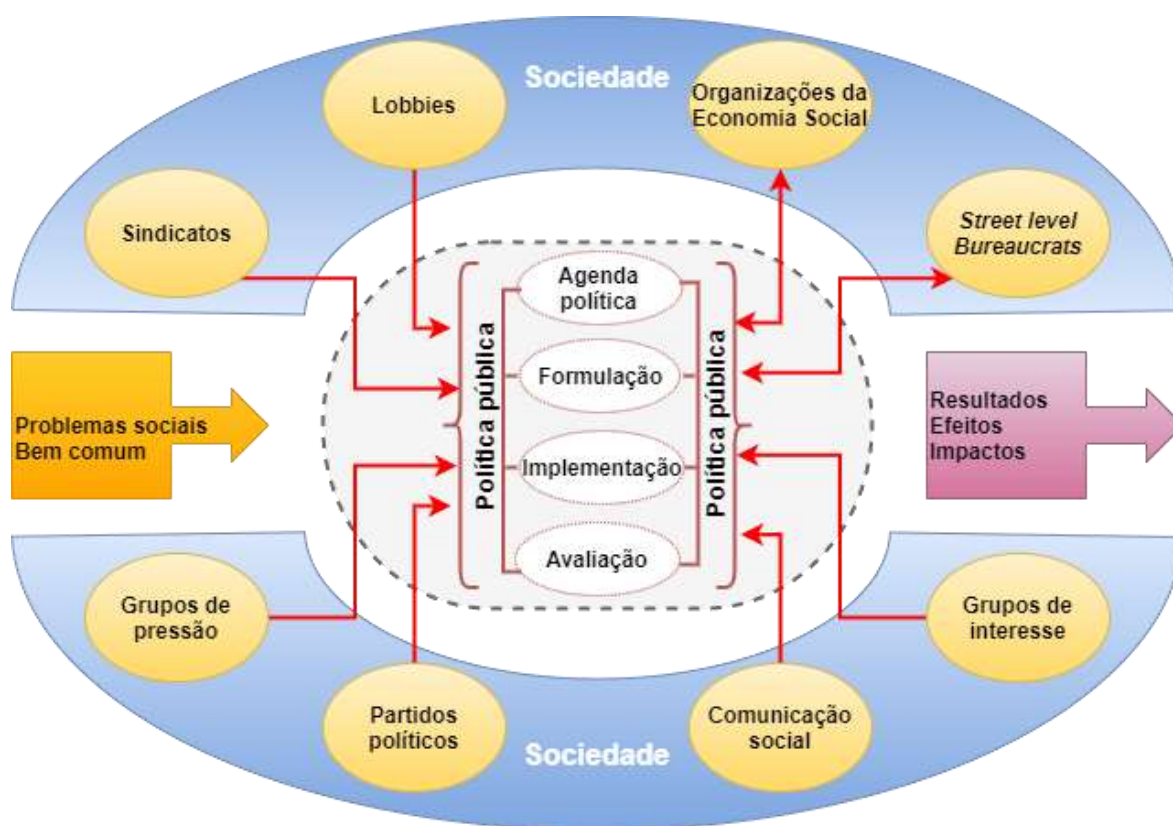 Sociedade
Lobbies
Organizações da
Economia Social
Sindicatos
Street level
Bureaucrats
Agenda
política
Formulação
Implementação
Avaliação
Política pública
Política pública
Problemas sociais
Bem comum
Resultados
Efeitos
Impactos
Grupos de
pressão
Grupos de
interesse
Partidos
políticos
Comunicação
social
Sociedade